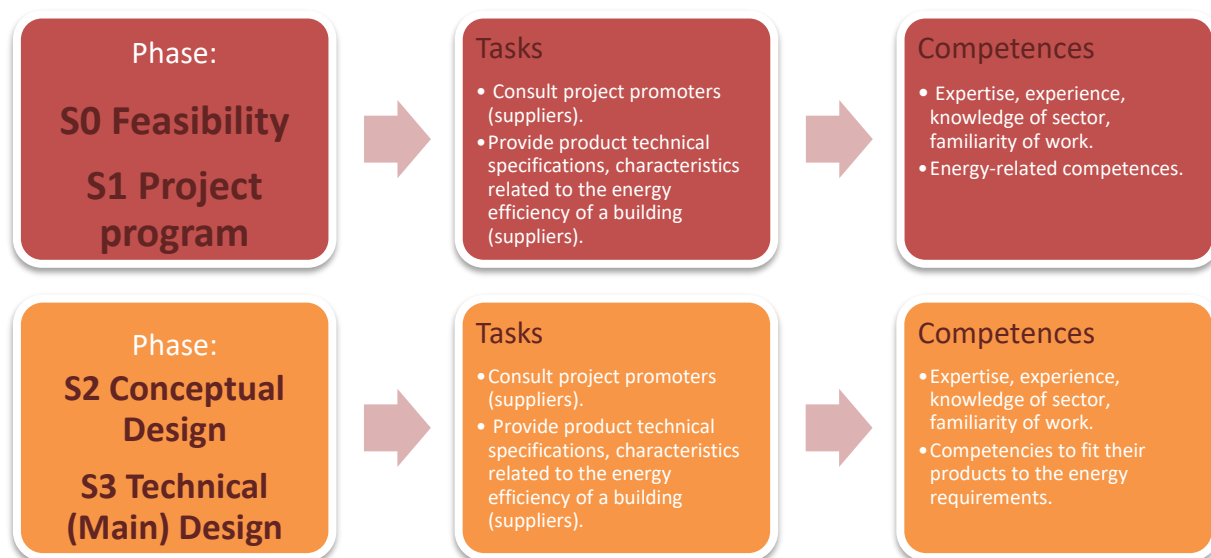 Phase:
S0 Feasibility
S1 Project
program
Tasks
• Consult project promoters
(suppliers).
• Provide product technical
specifications, characteristics
related to the energy
efficiency of a building
(suppliers).
Competences
• Expertise, experience,
knowledge of sector,
familiarity of work.
• Energy-related competences.
Phase:
S2 Conceptual
Design
S3 Technical
(Main) Design
Tasks
• Consult project promoters
(suppliers).
• Provide product technical
specifications, characteristics
related to the energy
efficiency of a building
(suppliers).
Competences
• Expertise, experience,
knowledge of sector,
familiarity of work.
• Competencies to fit their
products to the energy
requirements.